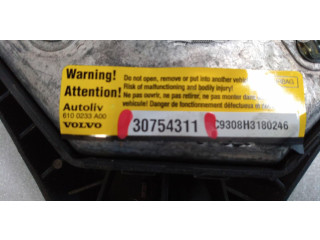 Warning!
Attention!
Do not open, remove or put into another vehicle
Risk of malfunctioning and bodily injury!
Ne pas ouvrir, ne pas retirer, ne pas monter dans
vehicule! Danger de fonctionnement défectueux
Autoliv
610 0233 A00
VOLVO
30754311
C9308H3180246